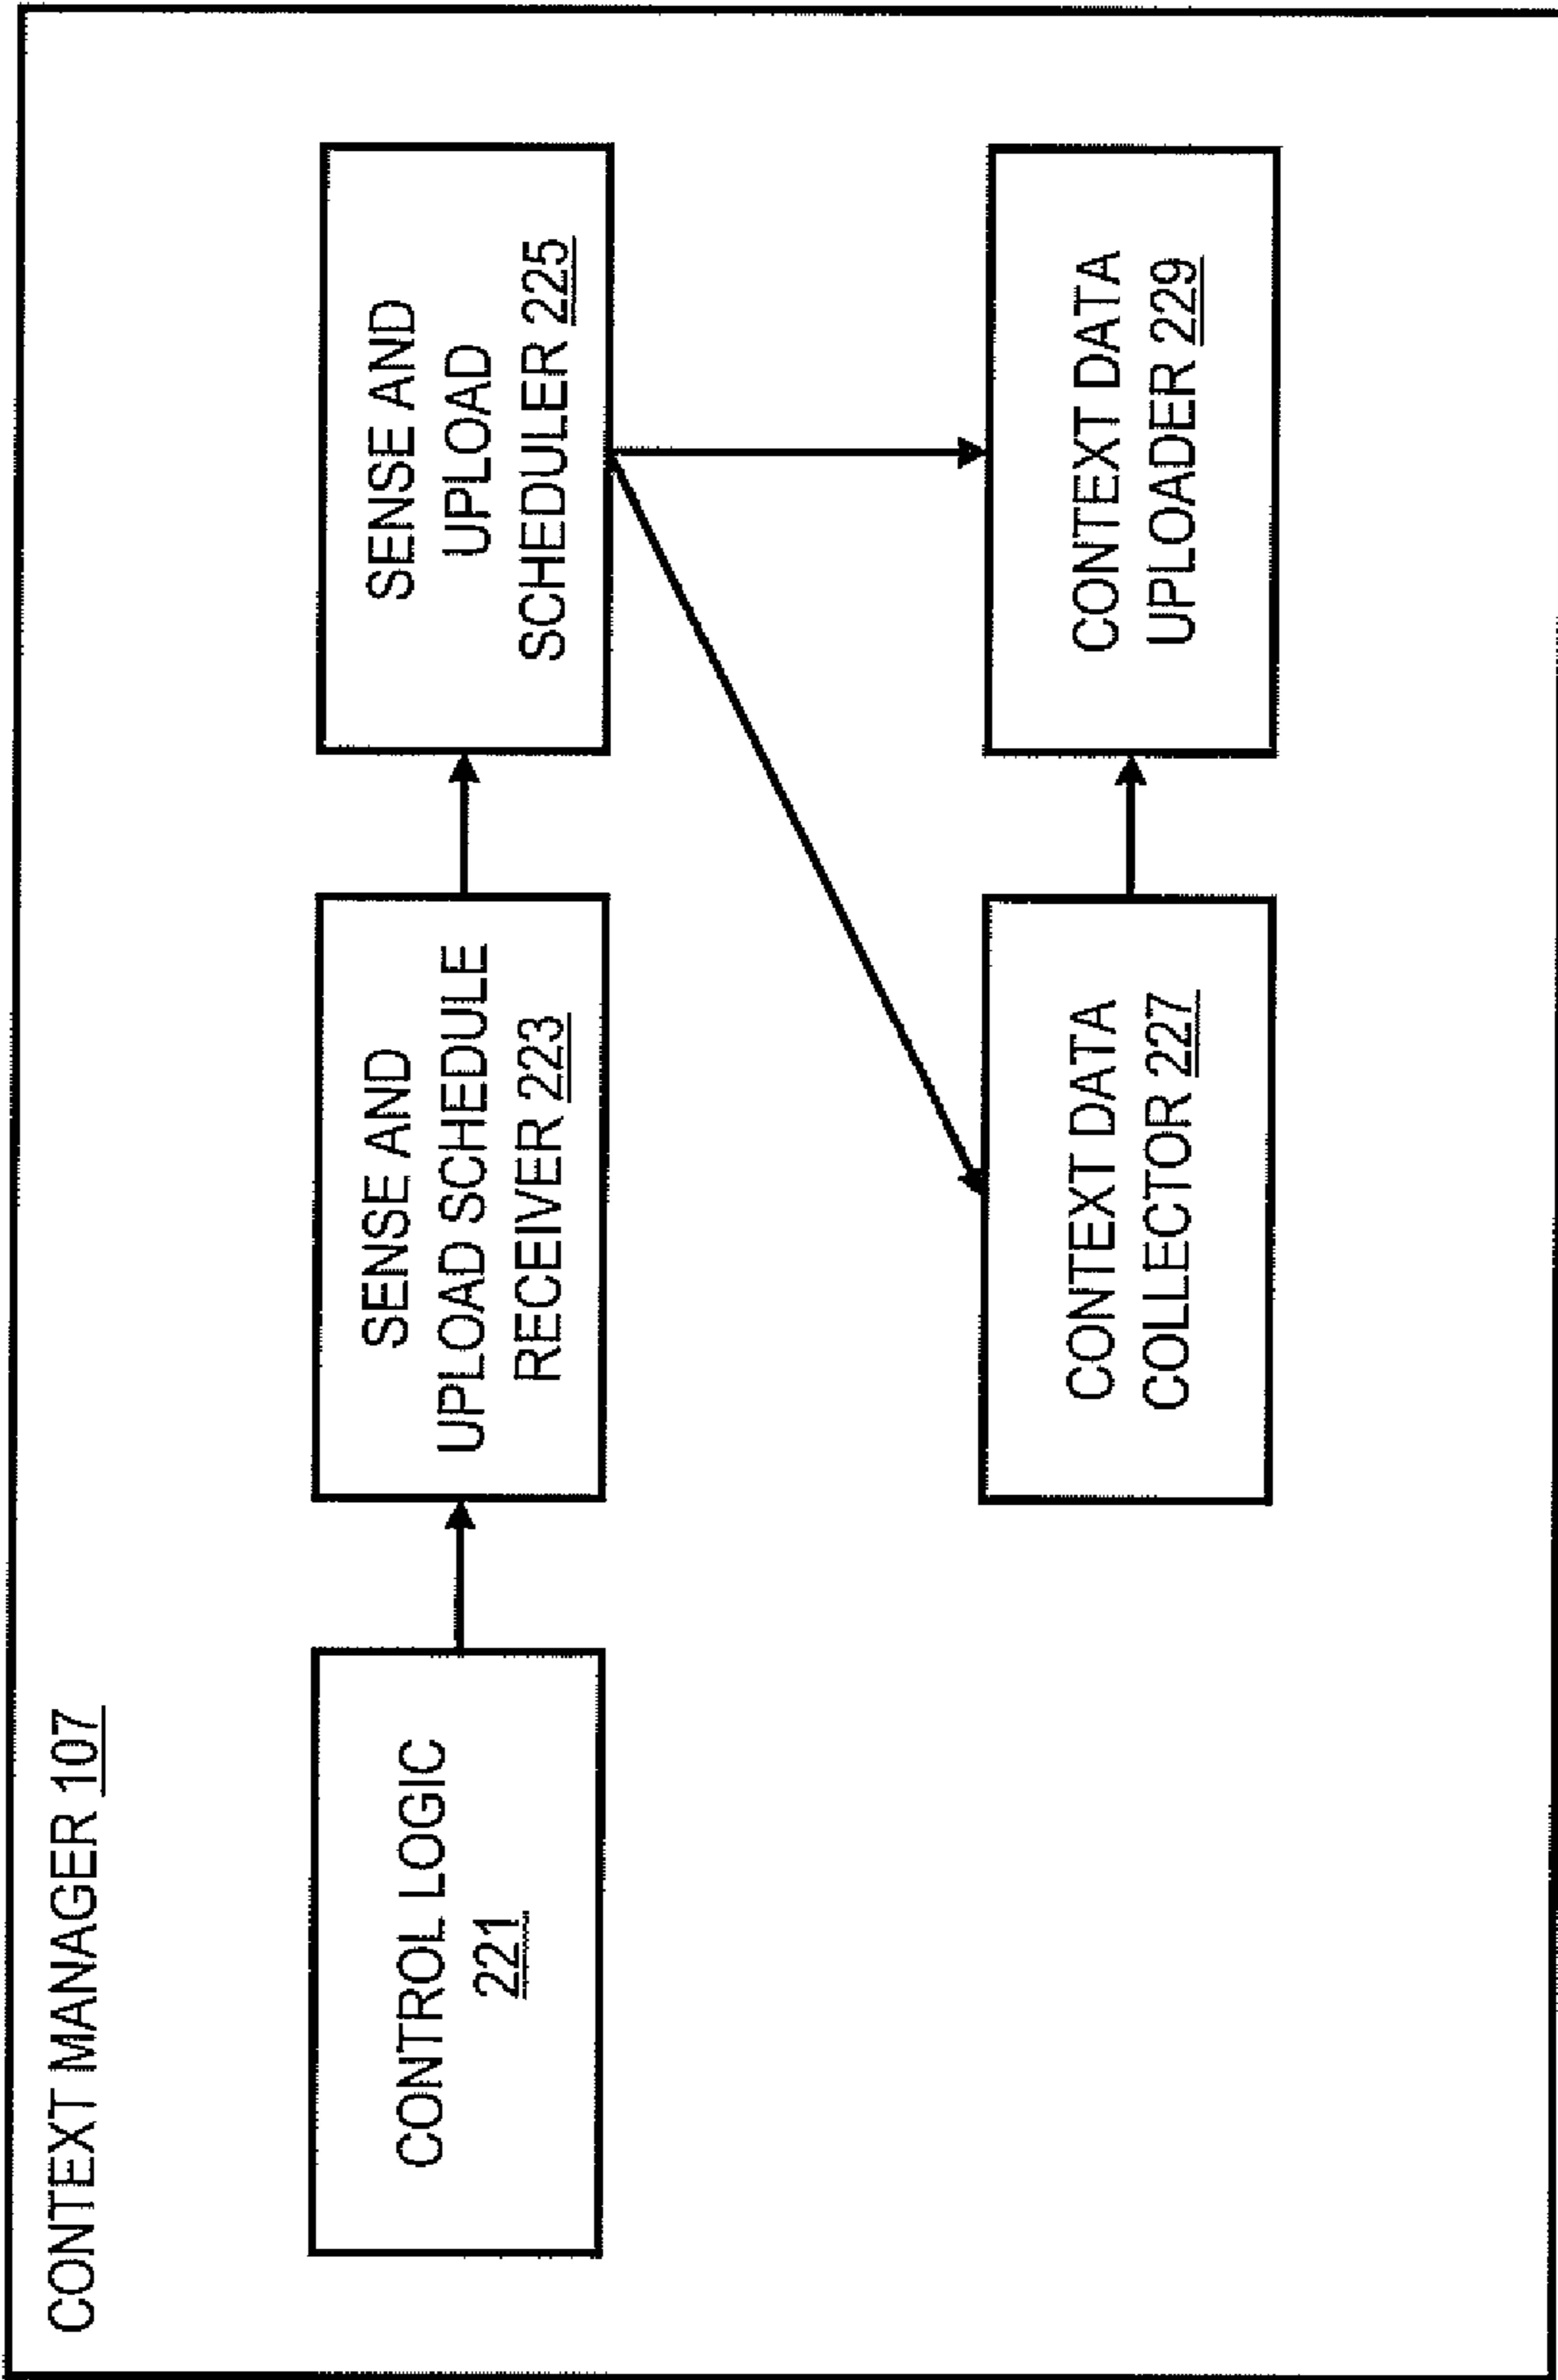 CONTEXT MANAGER 107
CONTROL LOGIC
221
SENSE AND
UPLOAD SCHEDULE
RECEIVER 223
SENSE AND
UPLOAD
SCHEDULER 225
CONTEXT DATA
COLLECTOR 227
CONTEXT DATA
UPLOADER 229